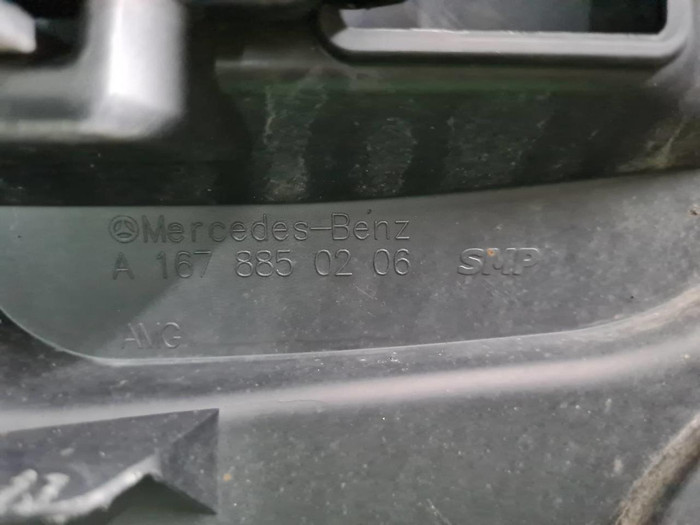 Mercedes-Benz
A 167 885 02 06 SMP
AMG